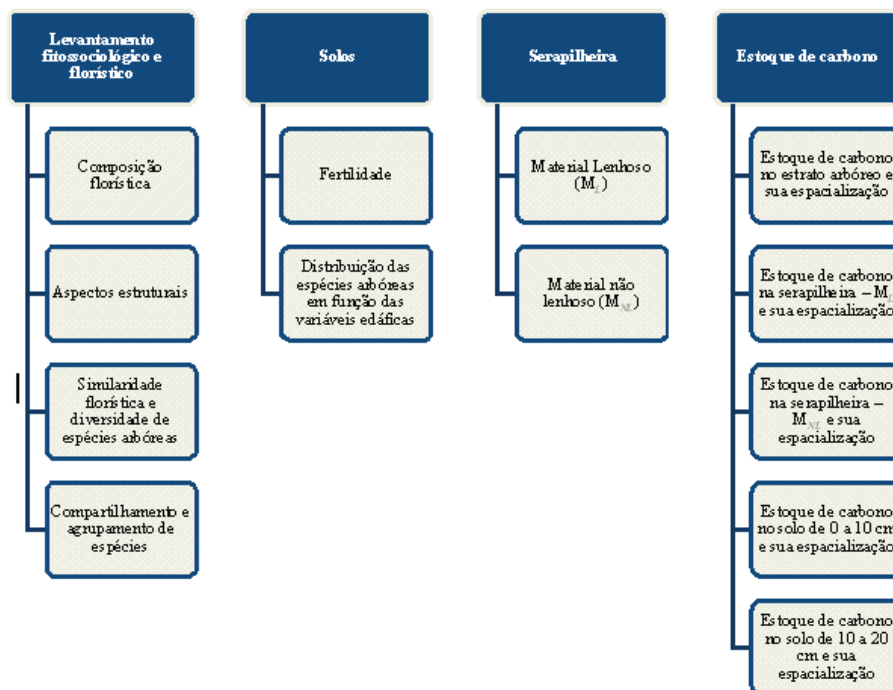 Levantamento
fitossociológico e
florístico
Composição
florística
Aspectos estruturais
Similaridade
florística e
diversidade de
espécies arbóreas
Compartilhamento e
agrupamento de
espécies
Solos
Fertilidade
Distribuição das
espécies arbóreas
em função das
variáveis edáficas
Serapilheira
Material Lenhoso
(M_L)
Material não
lenhoso (M_NL)
Estoque de carbono
Estoque de carbono
no estrato arbóreo e
sua espacialização
Estoque de carbono
na serapilheira – M_L
e sua espacialização
Estoque de carbono
na serapilheira –
M_NL e sua
espacialização
Estoque de carbono
no solo de 0 a 10 cm
e sua espacialização
Estoque de carbono
no solo de 10 a 20
cm e sua
espacialização